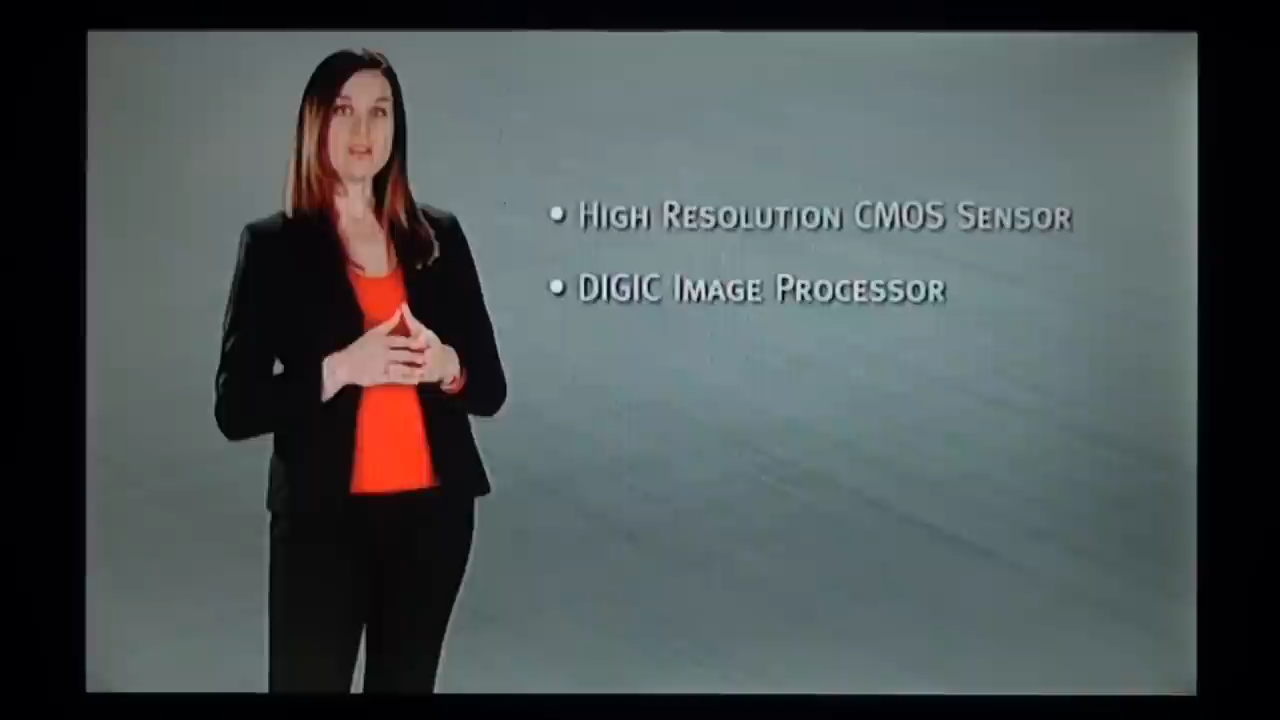 • High Resolution CMOS Sensor
• DIGIC Image Processor